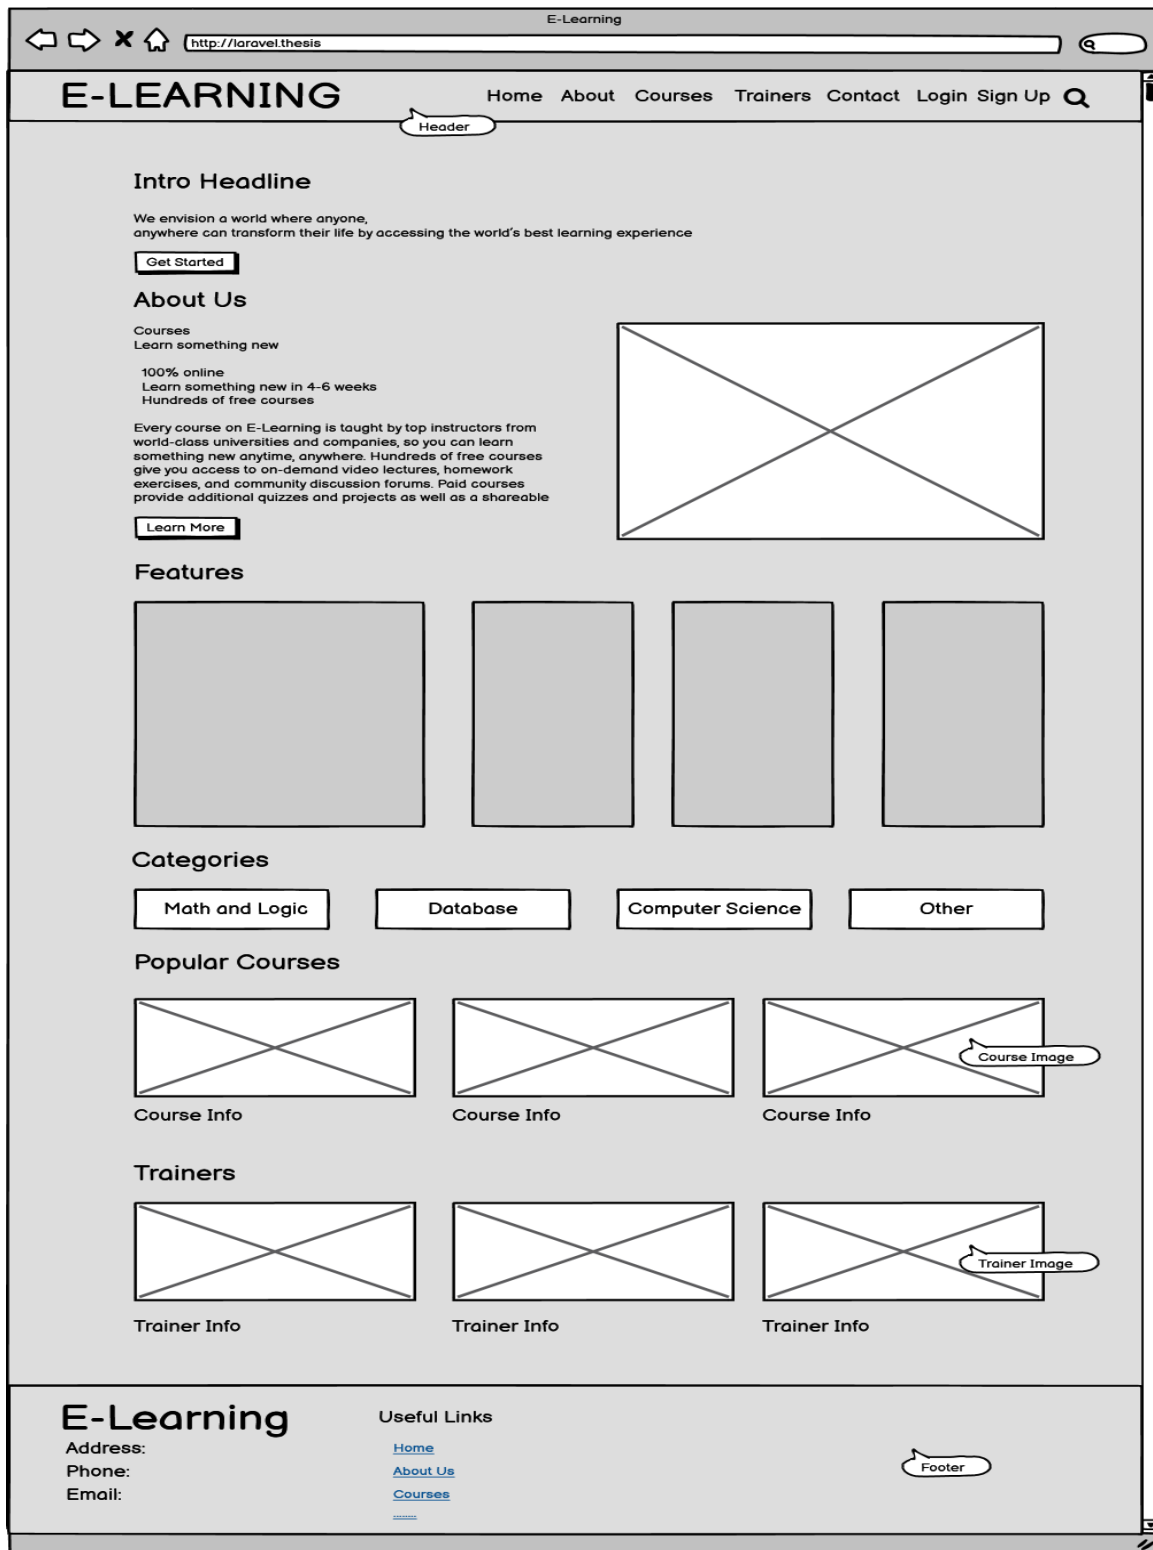 E-Learning
http://laravel.thesis
E-LEARNING
Home About Courses Trainers Contact Login Sign Up
Header
Intro Headline
We envision a world where anyone,
anywhere can transform their life by accessing the world's best learning experience
Get Started
About Us
Courses
Learn something new
100% online
Learn something new in 4-6 weeks
Hundreds of free courses
Every course on E-Learning is taught by top instructors from
world-class universities and companies, so you can learn
something new anytime, anywhere. Hundreds of free courses
give you access to on-demand video lectures, homework
exercises, and community discussion forums. Paid courses
provide additional quizzes and projects as well as a shareable
Learn More
Features
Categories
Math and Logic
Database
Computer Science
Other
Popular Courses
Course Image
Course Info
Course Info
Course Info
Trainers
Trainer Image
Trainer Info
Trainer Info
Trainer Info
E-Learning
Address:
Phone:
Email:
Useful Links
Home
About Us
Courses
........
Footer